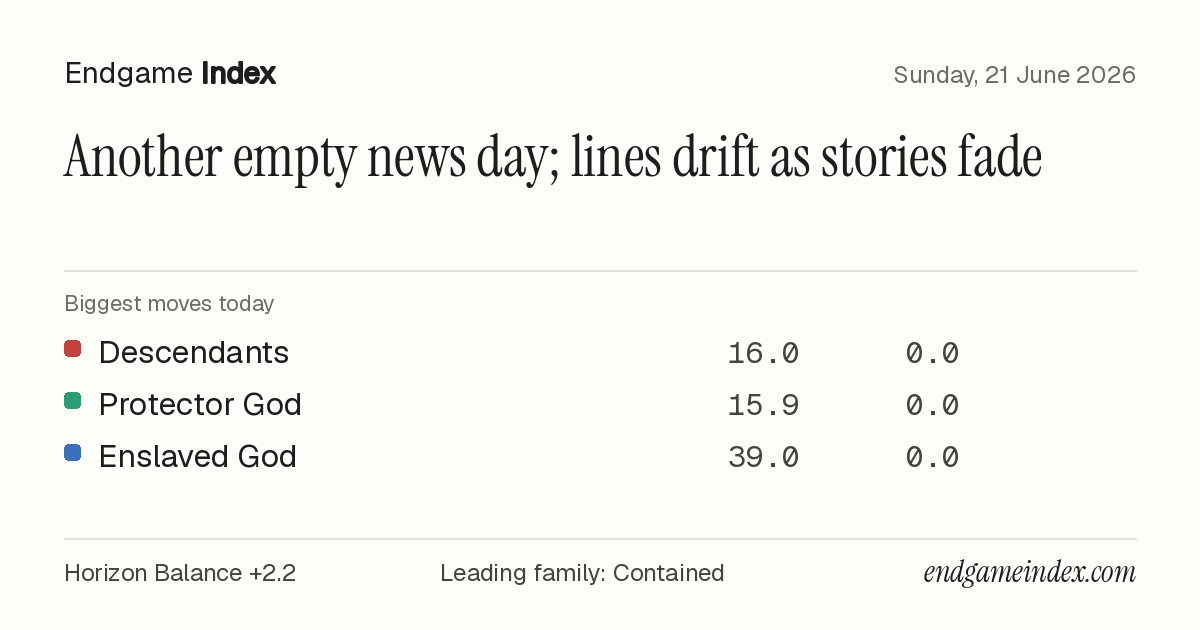 Endgame Index
Sunday, 21 June 2026
Another empty news day; lines drift as stories fade
Biggest moves today
Descendants 16.0 0.0
Protector God 15.9 0.0
Enslaved God 39.0 0.0
Horizon Balance +2.2
Leading family: Contained
endgameindex.com